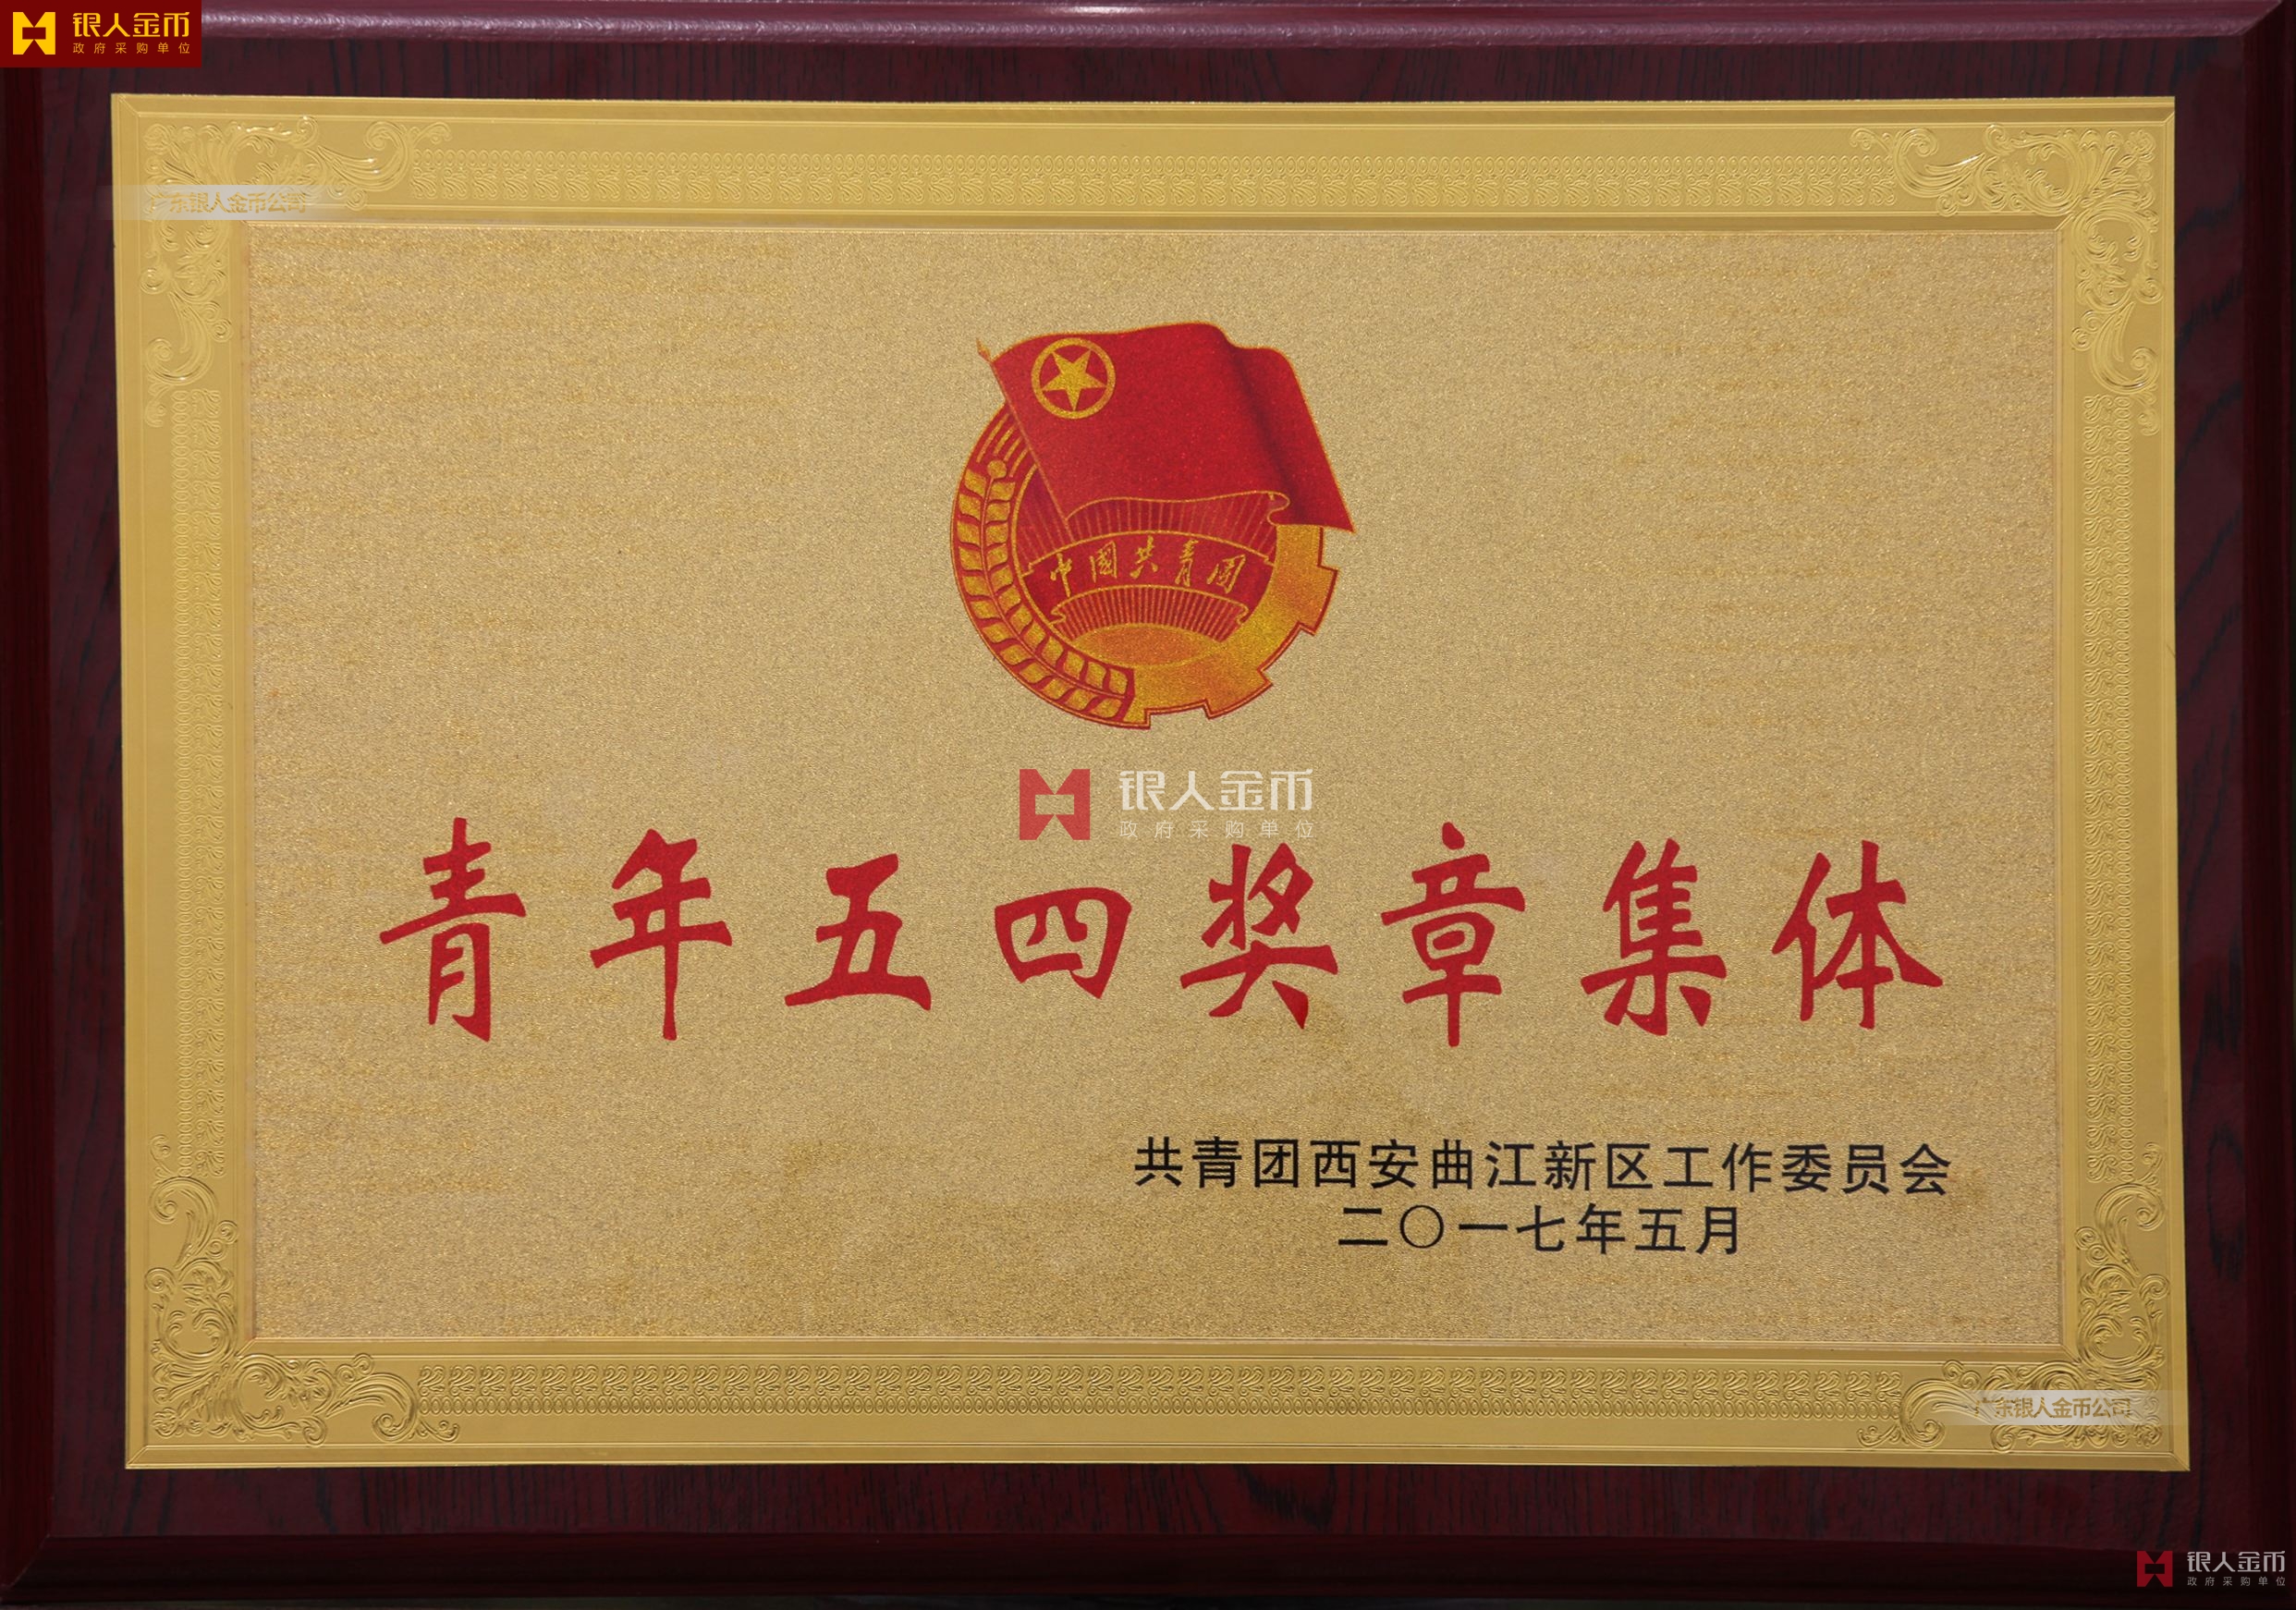 银人金币
政府采购单位
广东银人金币公司
中國共青团
银人金币
政府采购单位
青年五四奖章集体
共青团西安曲江新区工作委员会
二〇一七年五月
广东银人金币公司
银人金币
政府采购单位